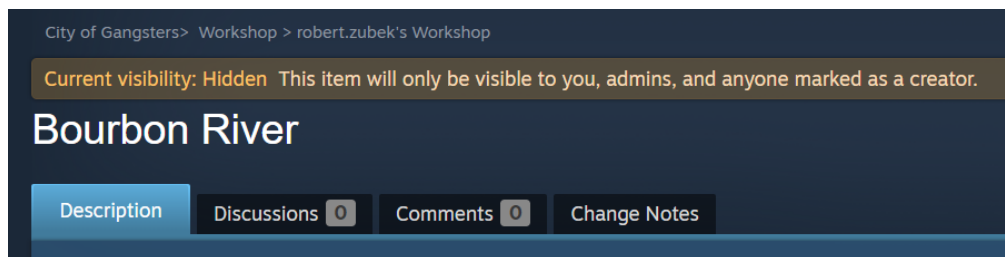 City of Gangsters> Workshop > robert.zubek's Workshop
Current visibility: Hidden This item will only be visible to you, admins, and anyone marked as a creator.
Bourbon River
Description Discussions 0 Comments 0 Change Notes